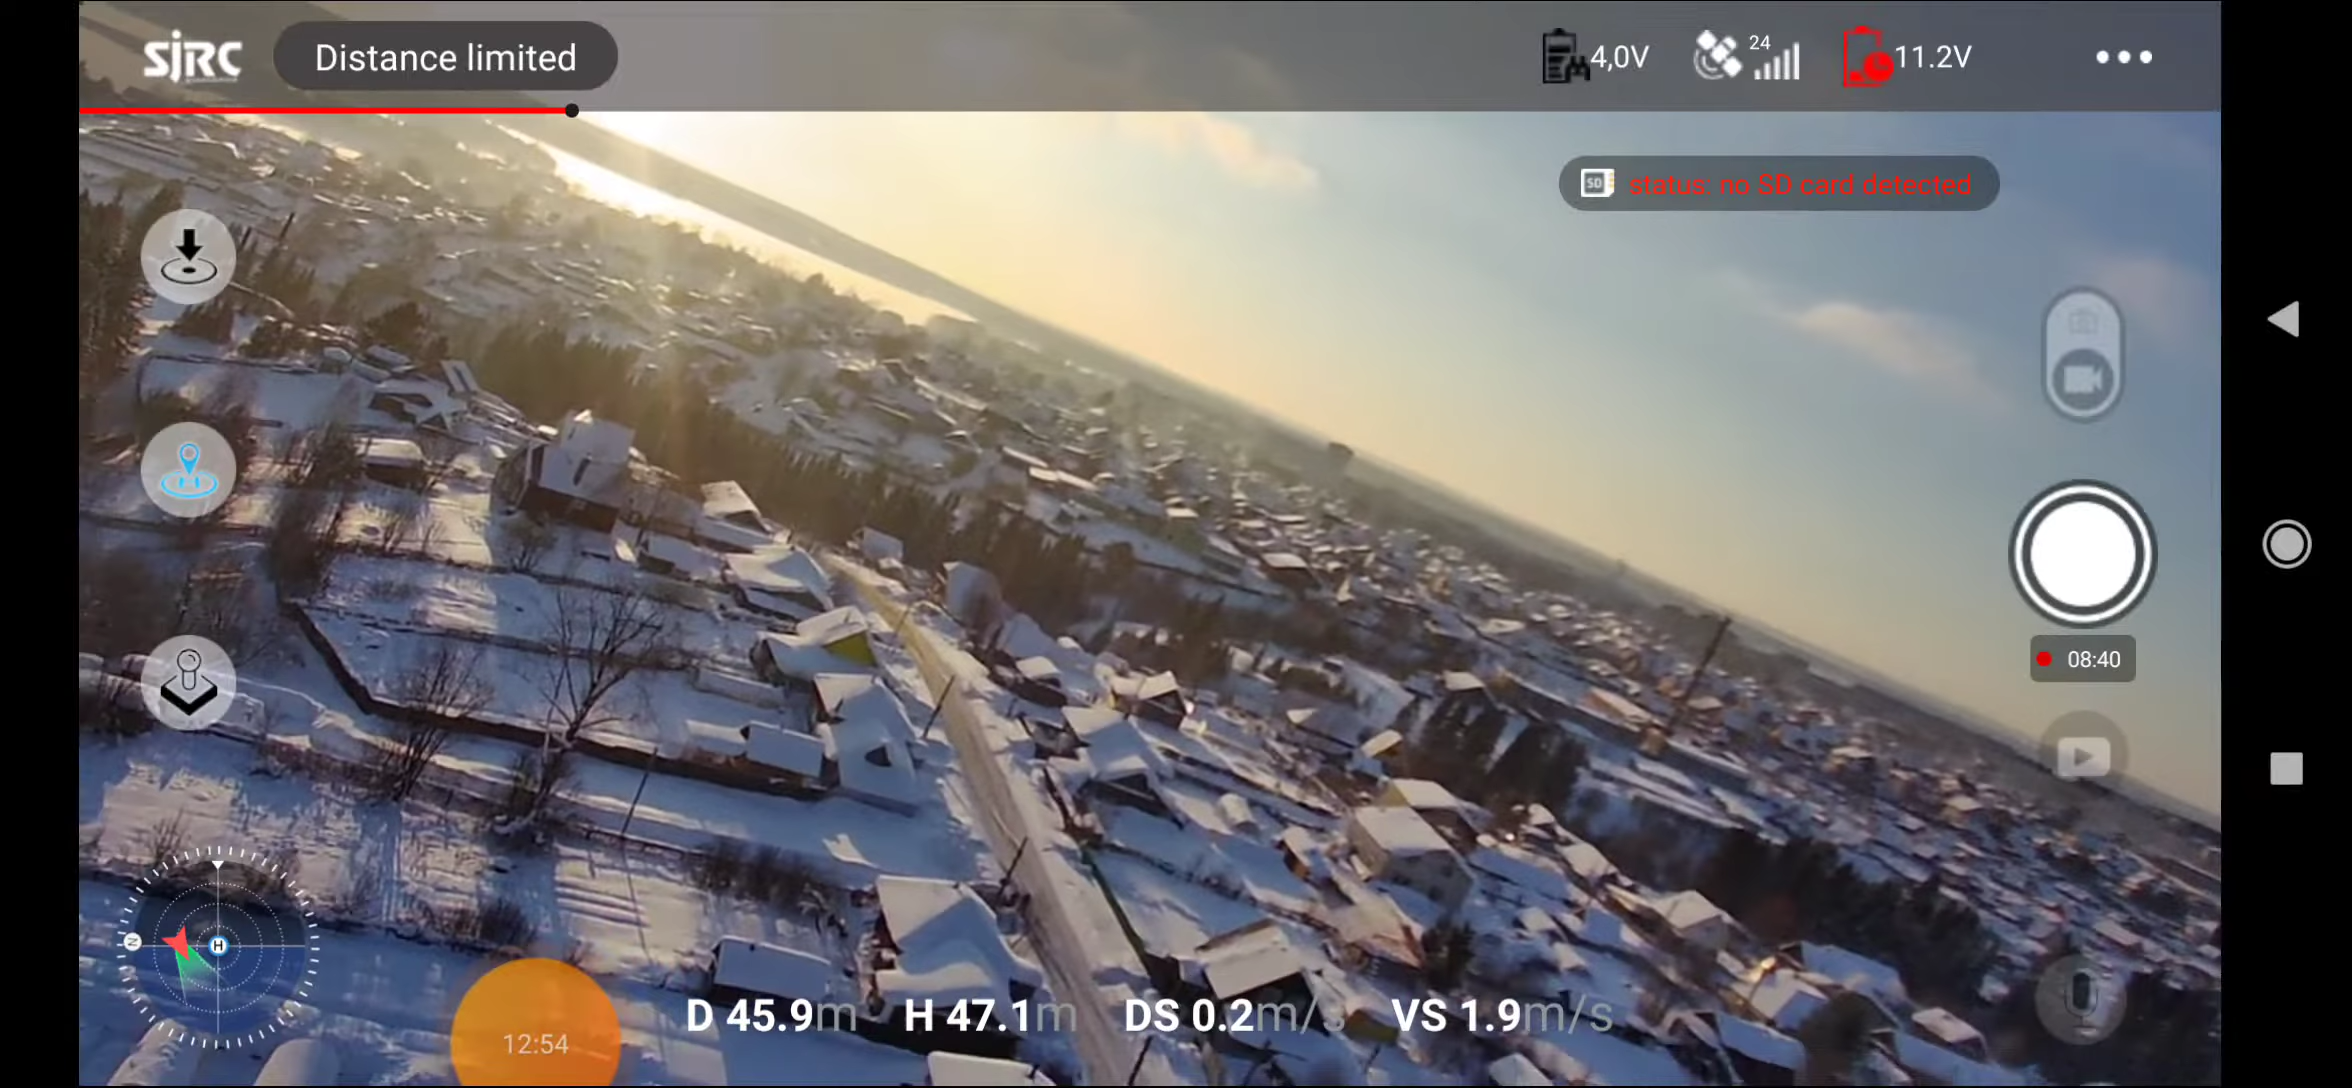 SJRC
Distance limited
4,0V
24
11.2V
SD
status: no SD card detected
08:40
N
H
12:54
D 45.9m
H 47.1m
DS 0.2m/s
VS 1.9m/s